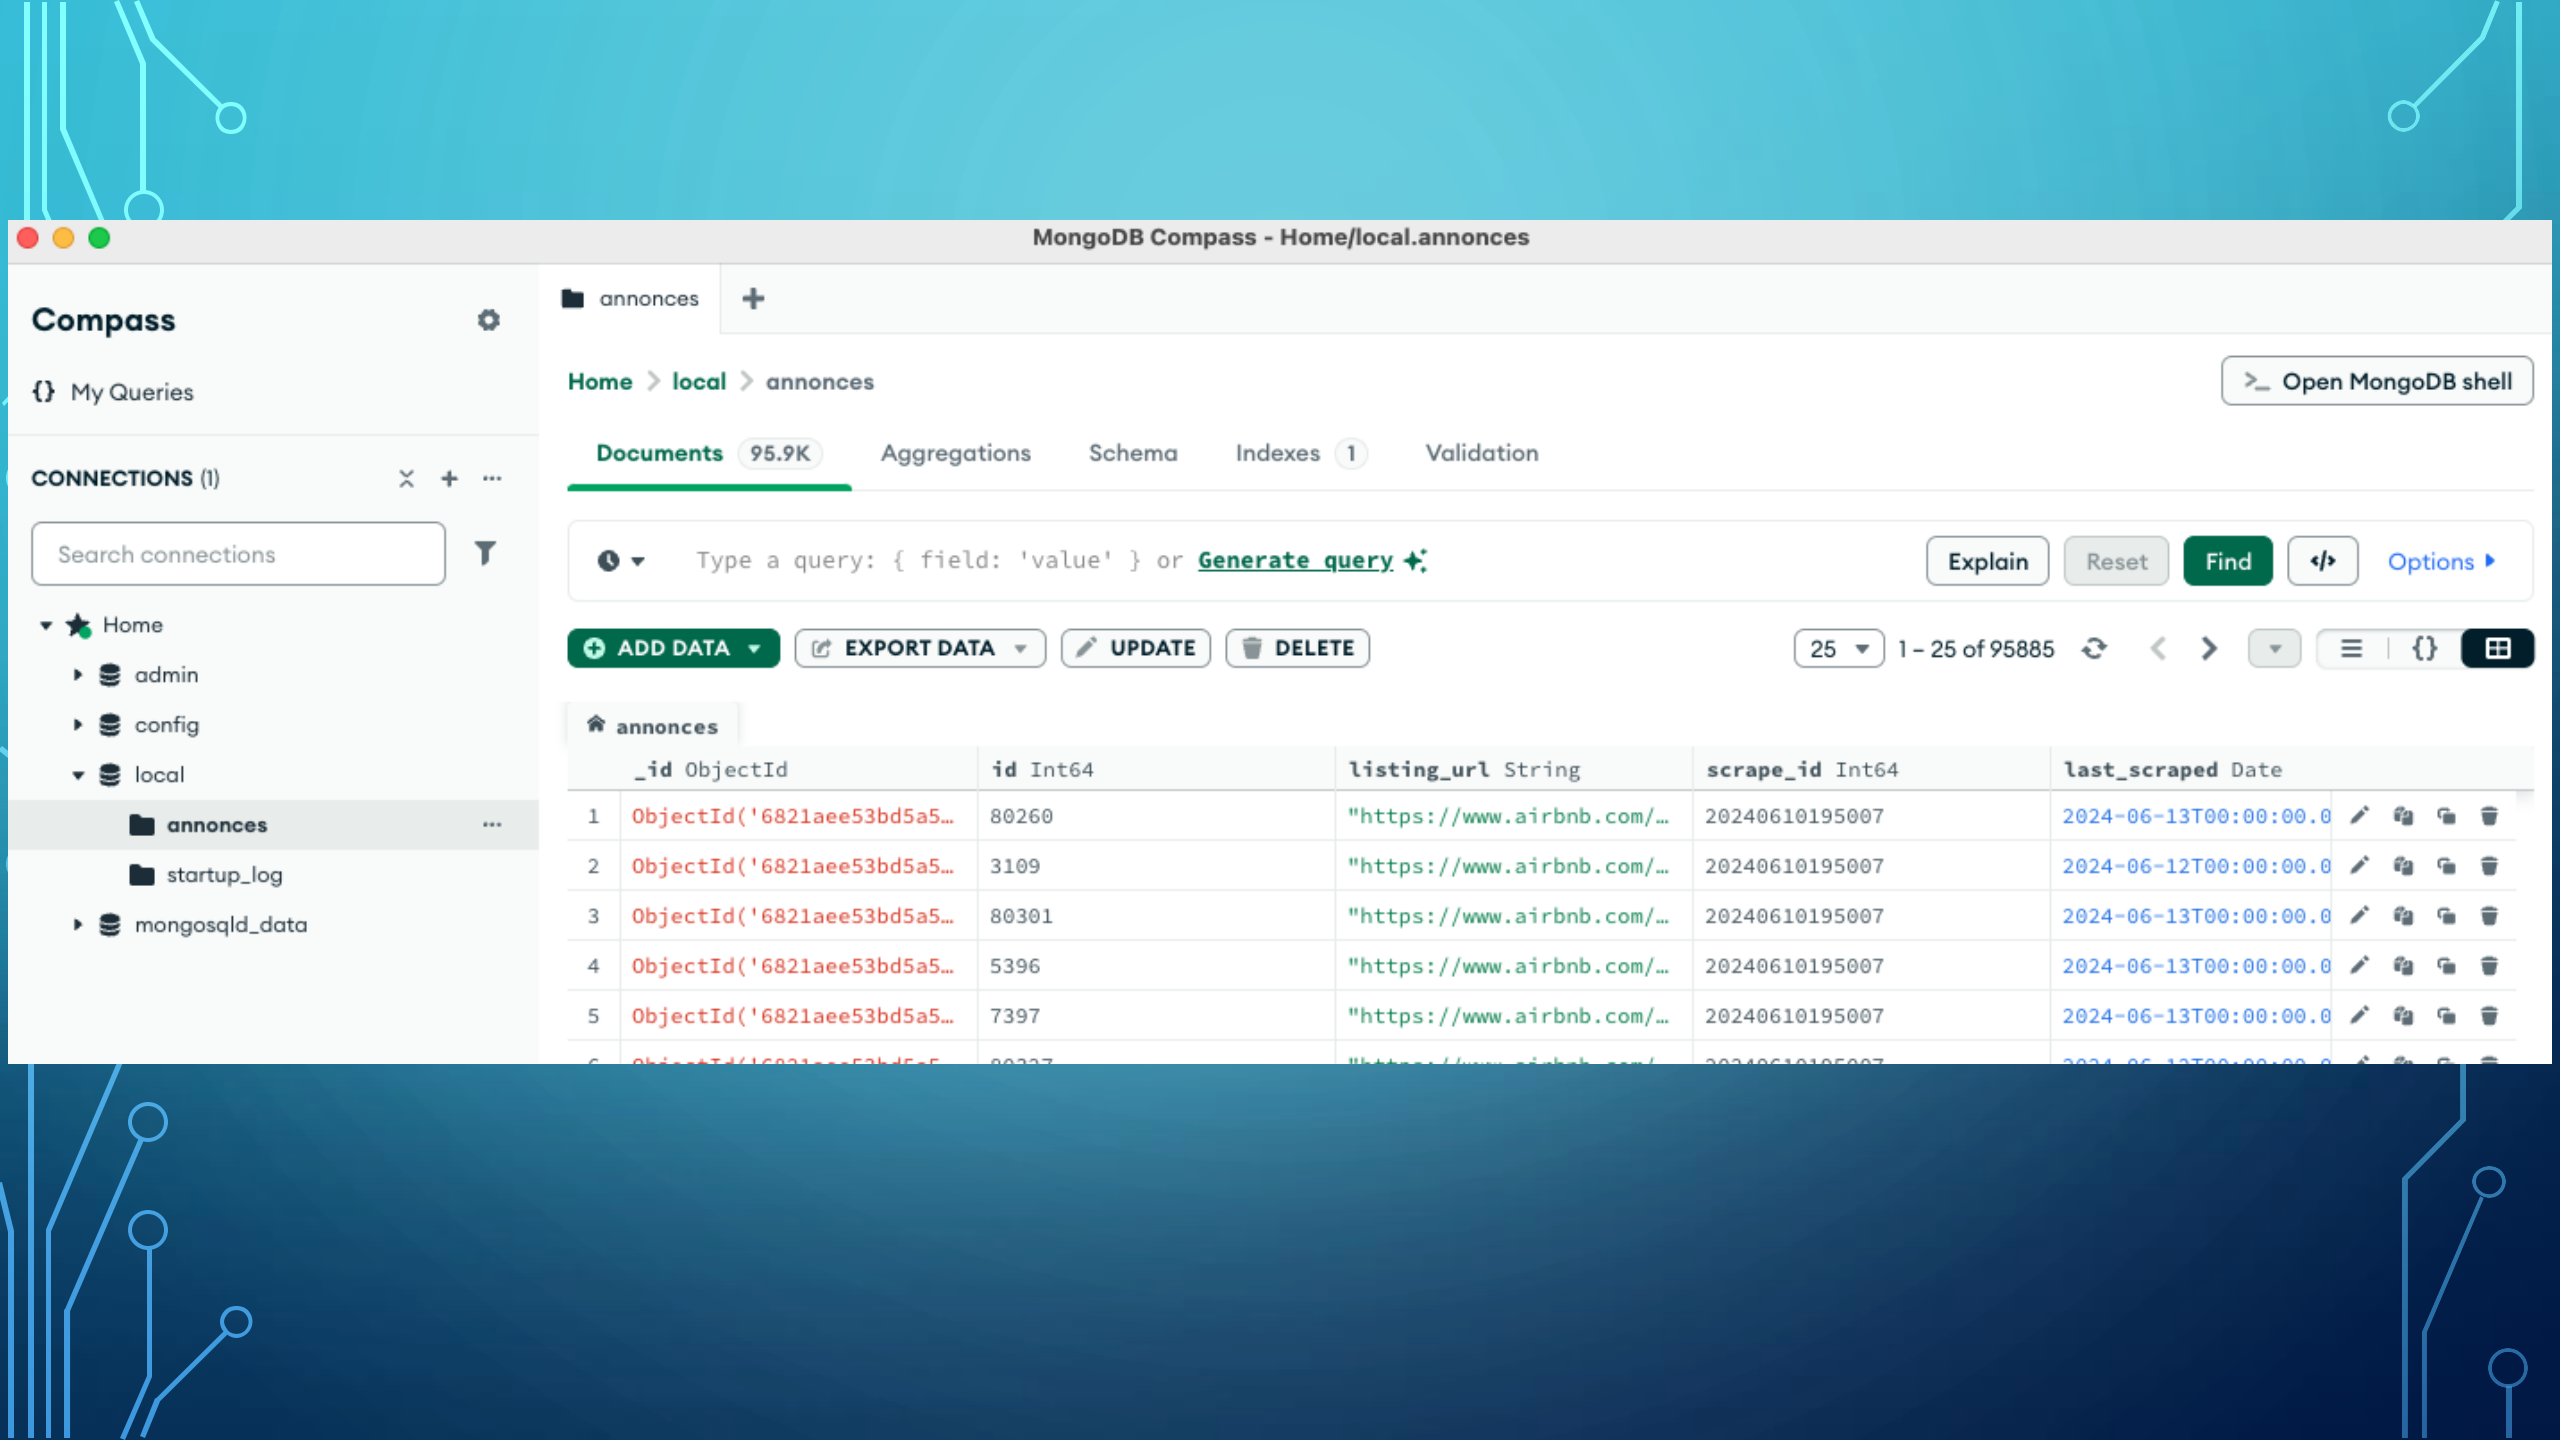 MongoDB Compass - Home/local.annonces
Compass
{} My Queries
CONNECTIONS (1)
Search connections
Home
admin
config
local
annonces
startup_log
mongosqld_data
annonces
Home > local > annonces
>_ Open MongoDB shell
Documents 95.9K Aggregations Schema Indexes 1 Validation
Type a query: { field: 'value' } or Generate query
Explain Reset Find </> Options
ADD DATA EXPORT DATA UPDATE DELETE
25 1 – 25 of 95885 {}
annonces
_id ObjectId id Int64 listing_url String scrape_id Int64 last_scraped Date
1 ObjectId('6821aee53bd5a5… 80260 "https://www.airbnb.com/… 20240610195007 2024-06-13T00:00:00.0
2 ObjectId('6821aee53bd5a5… 3109 "https://www.airbnb.com/… 20240610195007 2024-06-12T00:00:00.0
3 ObjectId('6821aee53bd5a5… 80301 "https://www.airbnb.com/… 20240610195007 2024-06-13T00:00:00.0
4 ObjectId('6821aee53bd5a5… 5396 "https://www.airbnb.com/… 20240610195007 2024-06-13T00:00:00.0
5 ObjectId('6821aee53bd5a5… 7397 "https://www.airbnb.com/… 20240610195007 2024-06-13T00:00:00.0